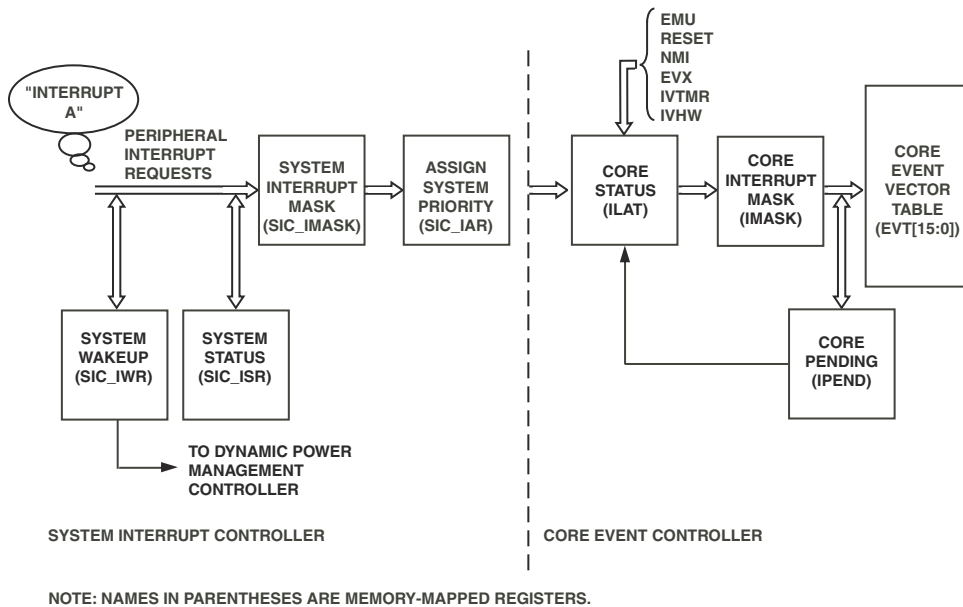 "INTERRUPT
A"
PERIPHERAL
INTERRUPT
REQUESTS
SYSTEM
INTERRUPT
MASK
(SIC_IMASK)
ASSIGN
SYSTEM
PRIORITY
(SIC_IAR)
EMU
RESET
NMI
EVX
IVTMR
IVHW
CORE
STATUS
(ILAT)
CORE
INTERRUPT
MASK
(IMASK)
CORE
EVENT
VECTOR
TABLE
(EVT[15:0])
SYSTEM
WAKEUP
(SIC_IWR)
SYSTEM
STATUS
(SIC_ISR)
CORE
PENDING
(IPEND)
TO DYNAMIC POWER
MANAGEMENT
CONTROLLER
SYSTEM INTERRUPT CONTROLLER
CORE EVENT CONTROLLER
NOTE: NAMES IN PARENTHESES ARE MEMORY-MAPPED REGISTERS.